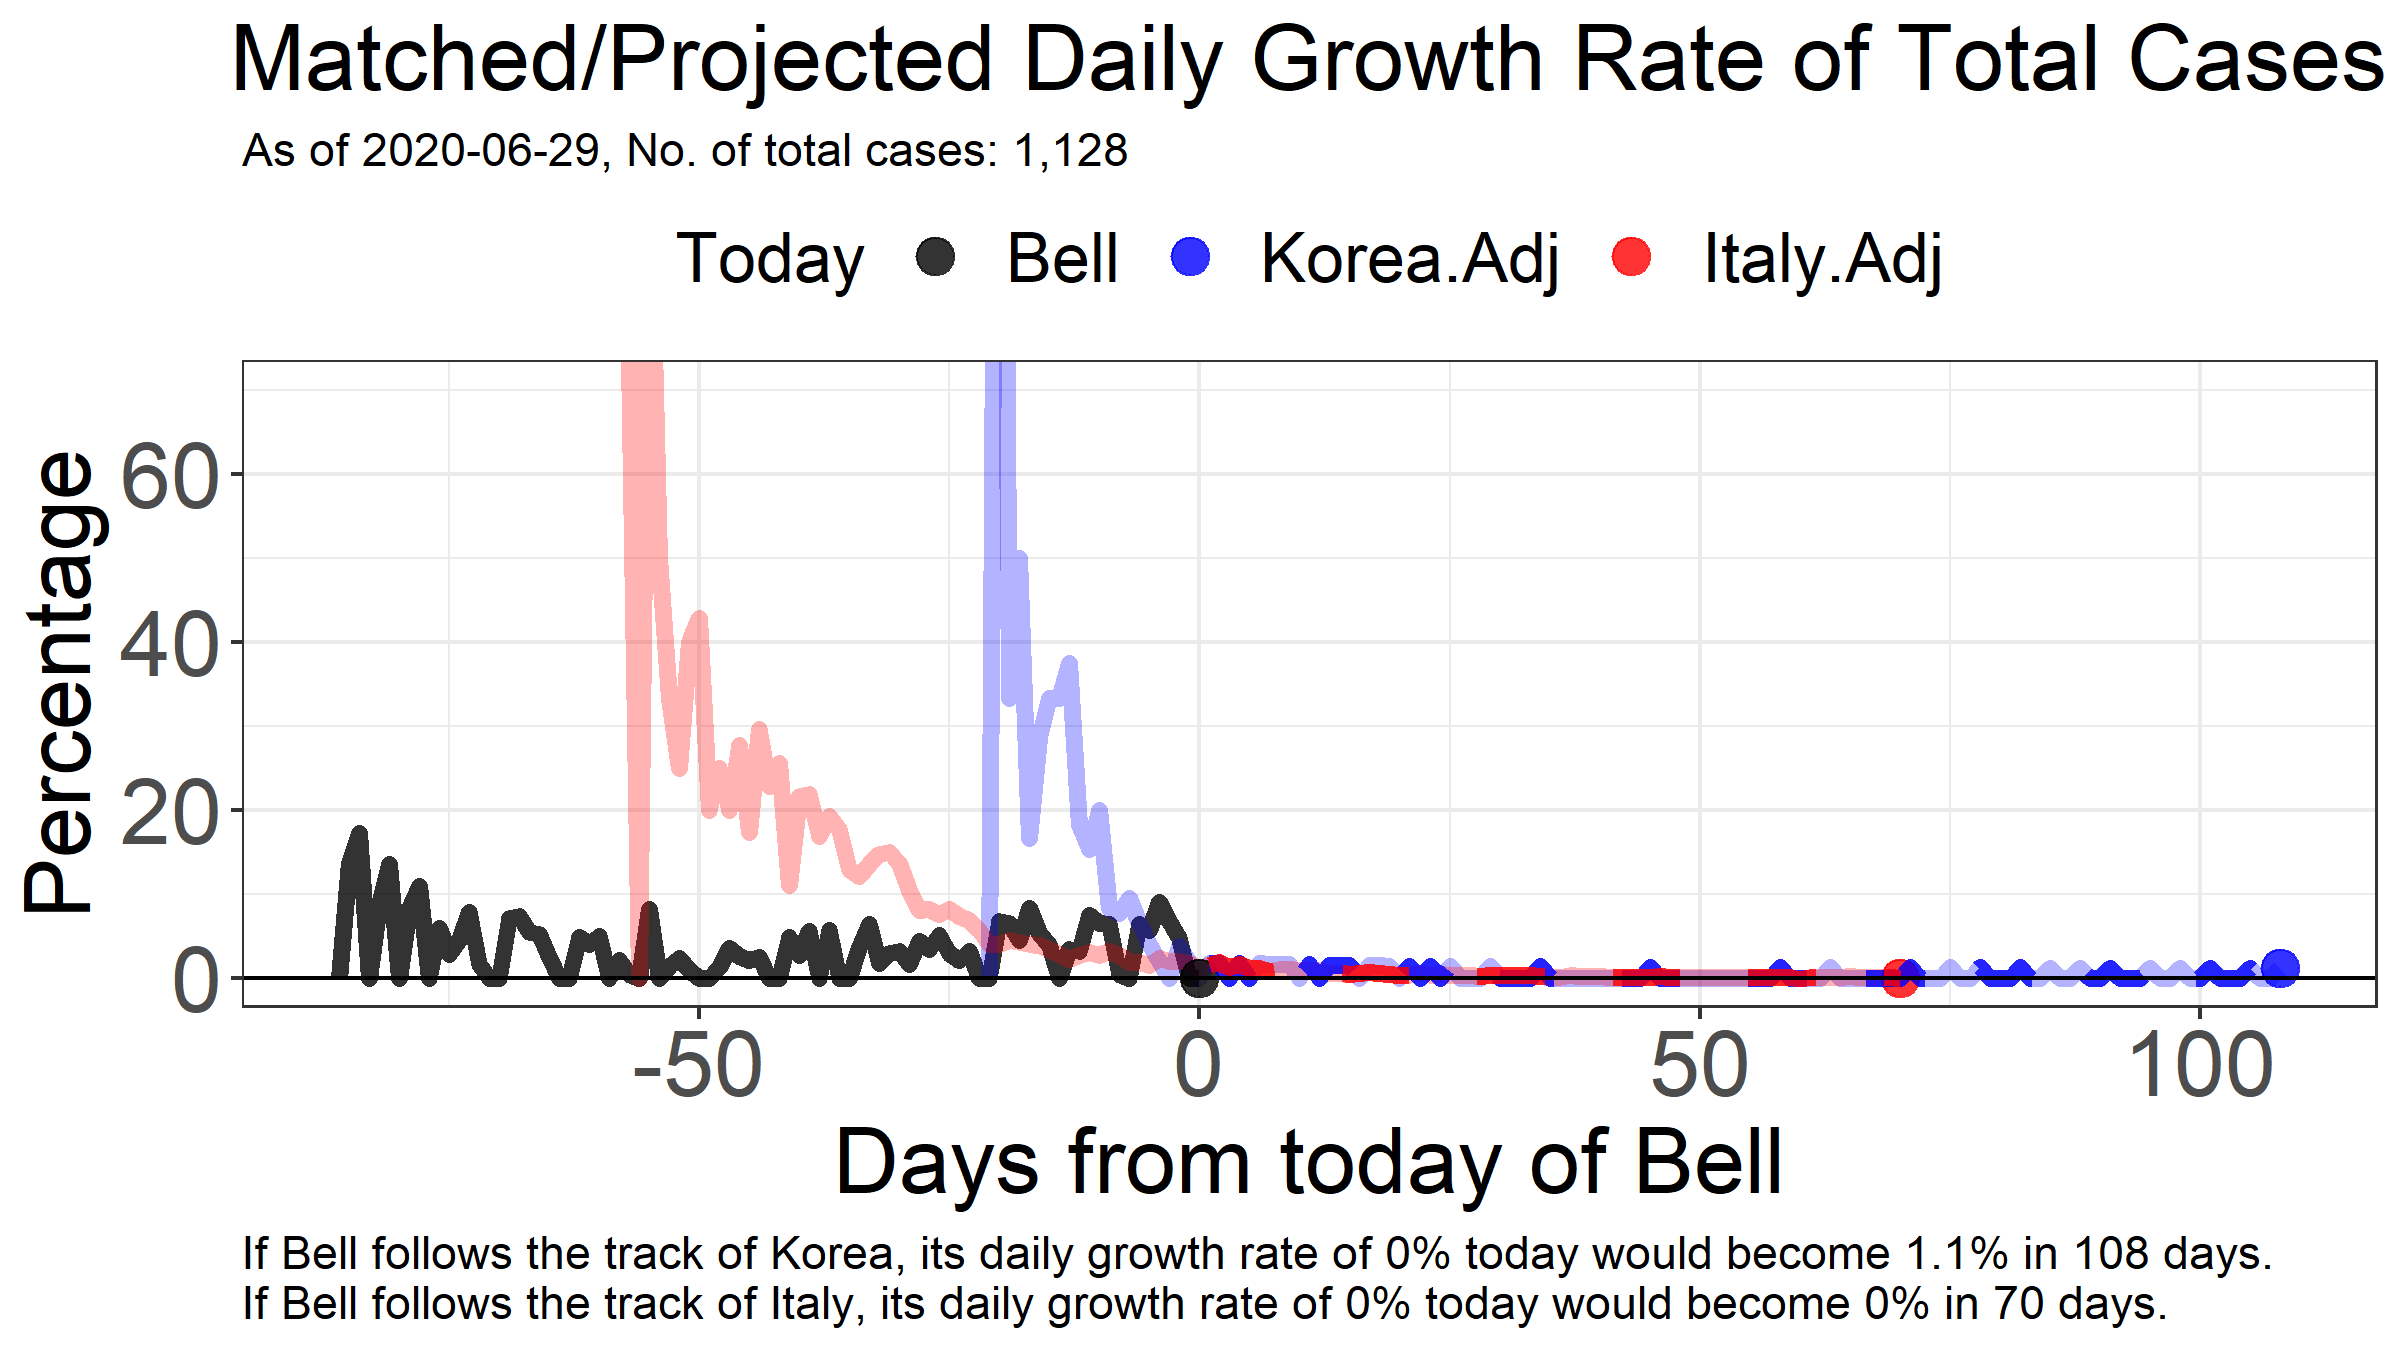 Matched/Projected Daily Growth Rate of Total Cases
As of 2020-06-29, No. of total cases: 1,128
Today Bell Korea.Adj Italy.Adj
Percentage
60
40
20
0
-50 0 50 100
Days from today of Bell
If Bell follows the track of Korea, its daily growth rate of 0% today would become 1.1% in 108 days.
If Bell follows the track of Italy, its daily growth rate of 0% today would become 0% in 70 days.